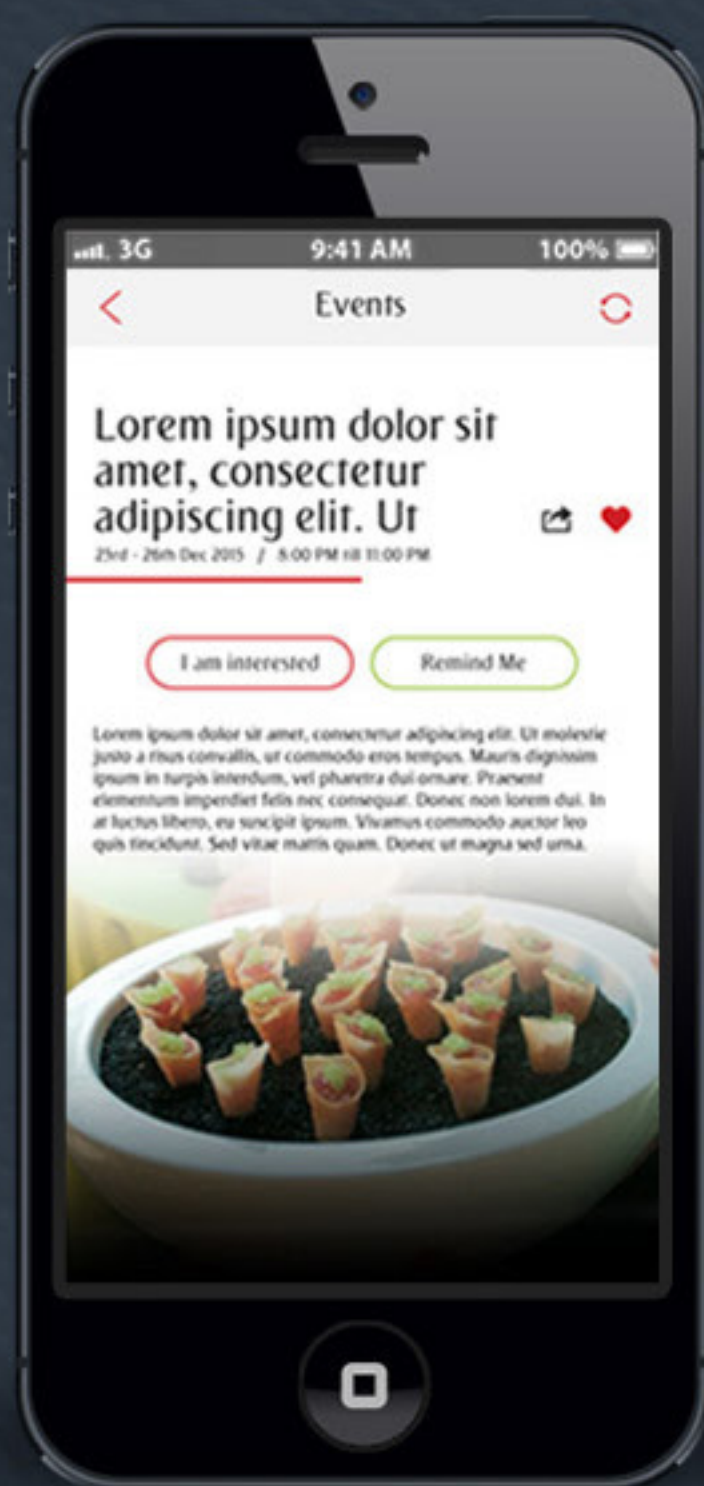 3G 9:41 AM 100%
Events
Lorem ipsum dolor sit
amet, consectetur
adipiscing elit. Ut
23rd - 26th Dec 2015 / 8:00 PM till 11:00 PM
I am interested Remind Me
Lorem ipsum dolor sit amet, consectetur adipiscing elit. Ut molestie
justo a risus convallis, ut commodo eros tempus. Mauris dignissim
ipsum in turpis interdum, vel pharetra dui ornare. Praesent
elementum imperdiet felis nec consequat. Donec non lorem dui. In
at luctus libero, eu suscipit ipsum. Vivamus commodo auctor leo
quis tincidunt. Sed vitae mattis quam. Donec ut magna sed urna.